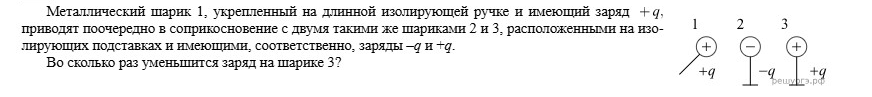 Металлический шарик 1, укрепленный на длинной изолирующей ручке и имеющий заряд +q,
приводят поочередно в соприкосновение с двумя такими же шариками 2 и 3, расположенными на изо-
лирующих подставках и имеющими, соответственно, заряды –q и +q.
Во сколько раз уменьшится заряд на шарике 3?
1 2 3
+ − +
+q −q +q
решуегэ.рф